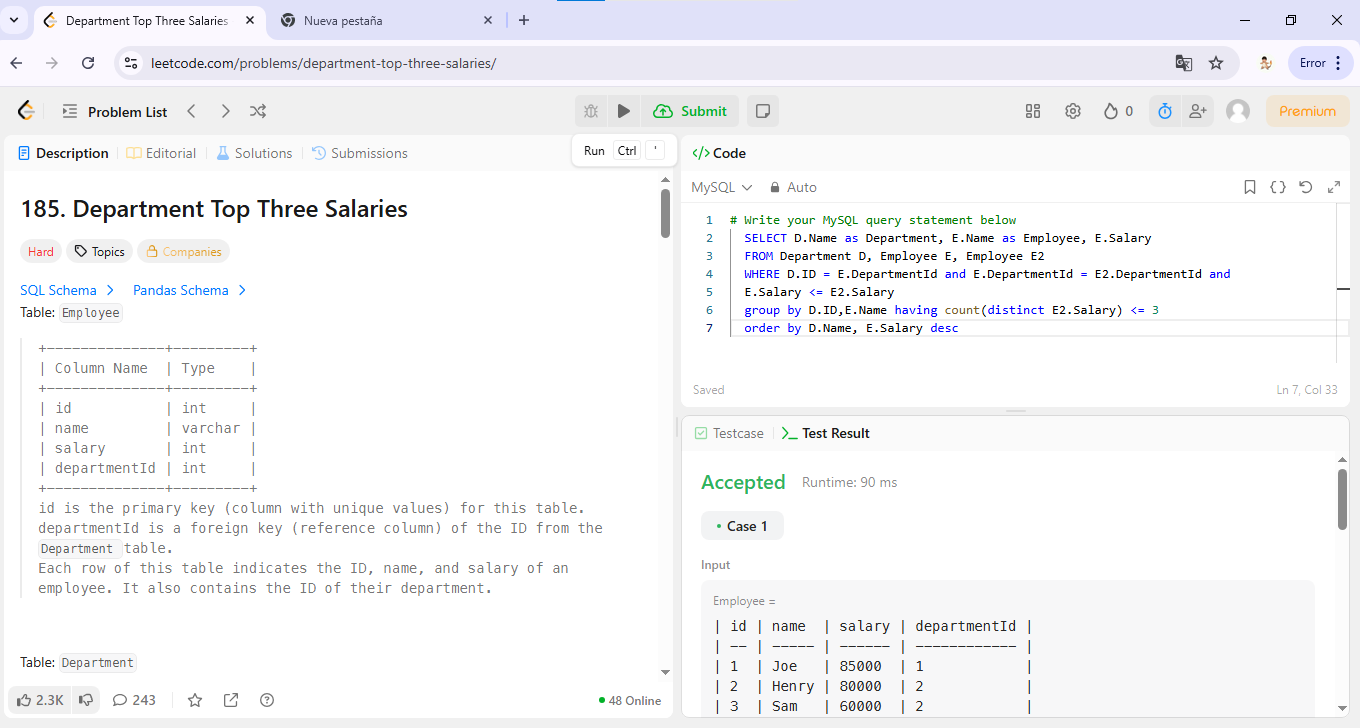 Department Top Three Salaries
Nueva pestaña
leetcode.com/problems/department-top-three-salaries/
Error
Problem List
Submit
0
Premium
Description
Editorial
Solutions
Submissions
Run Ctrl '
</> Code
185. Department Top Three Salaries
Hard
Topics
Companies
SQL Schema >
Pandas Schema >
Table: Employee
+--------------+---------+
| Column Name  | Type    |
+--------------+---------+
| id           | int     |
| name         | varchar |
| salary       | int     |
| departmentId | int     |
+--------------+---------+
id is the primary key (column with unique values) for this table.
departmentId is a foreign key (reference column) of the ID from the
Department table.
Each row of this table indicates the ID, name, and salary of an
employee. It also contains the ID of their department.
Table: Department
2.3K
243
48 Online
MySQL
Auto
1 # Write your MySQL query statement below
2 SELECT D.Name as Department, E.Name as Employee, E.Salary
3 FROM Department D, Employee E, Employee E2
4 WHERE D.ID = E.DepartmentId and E.DepartmentId = E2.DepartmentId and
5 E.Salary <= E2.Salary
6 group by D.ID,E.Name having count(distinct E2.Salary) <= 3
7 order by D.Name, E.Salary desc
Saved
Ln 7, Col 33
Testcase
>_ Test Result
Accepted
Runtime: 90 ms
• Case 1
Input
Employee =
| id | name  | salary | departmentId |
| -- | ----- | ------ | ------------ |
| 1  | Joe   | 85000  | 1            |
| 2  | Henry | 80000  | 2            |
| 3  | Sam   | 60000  | 2            |